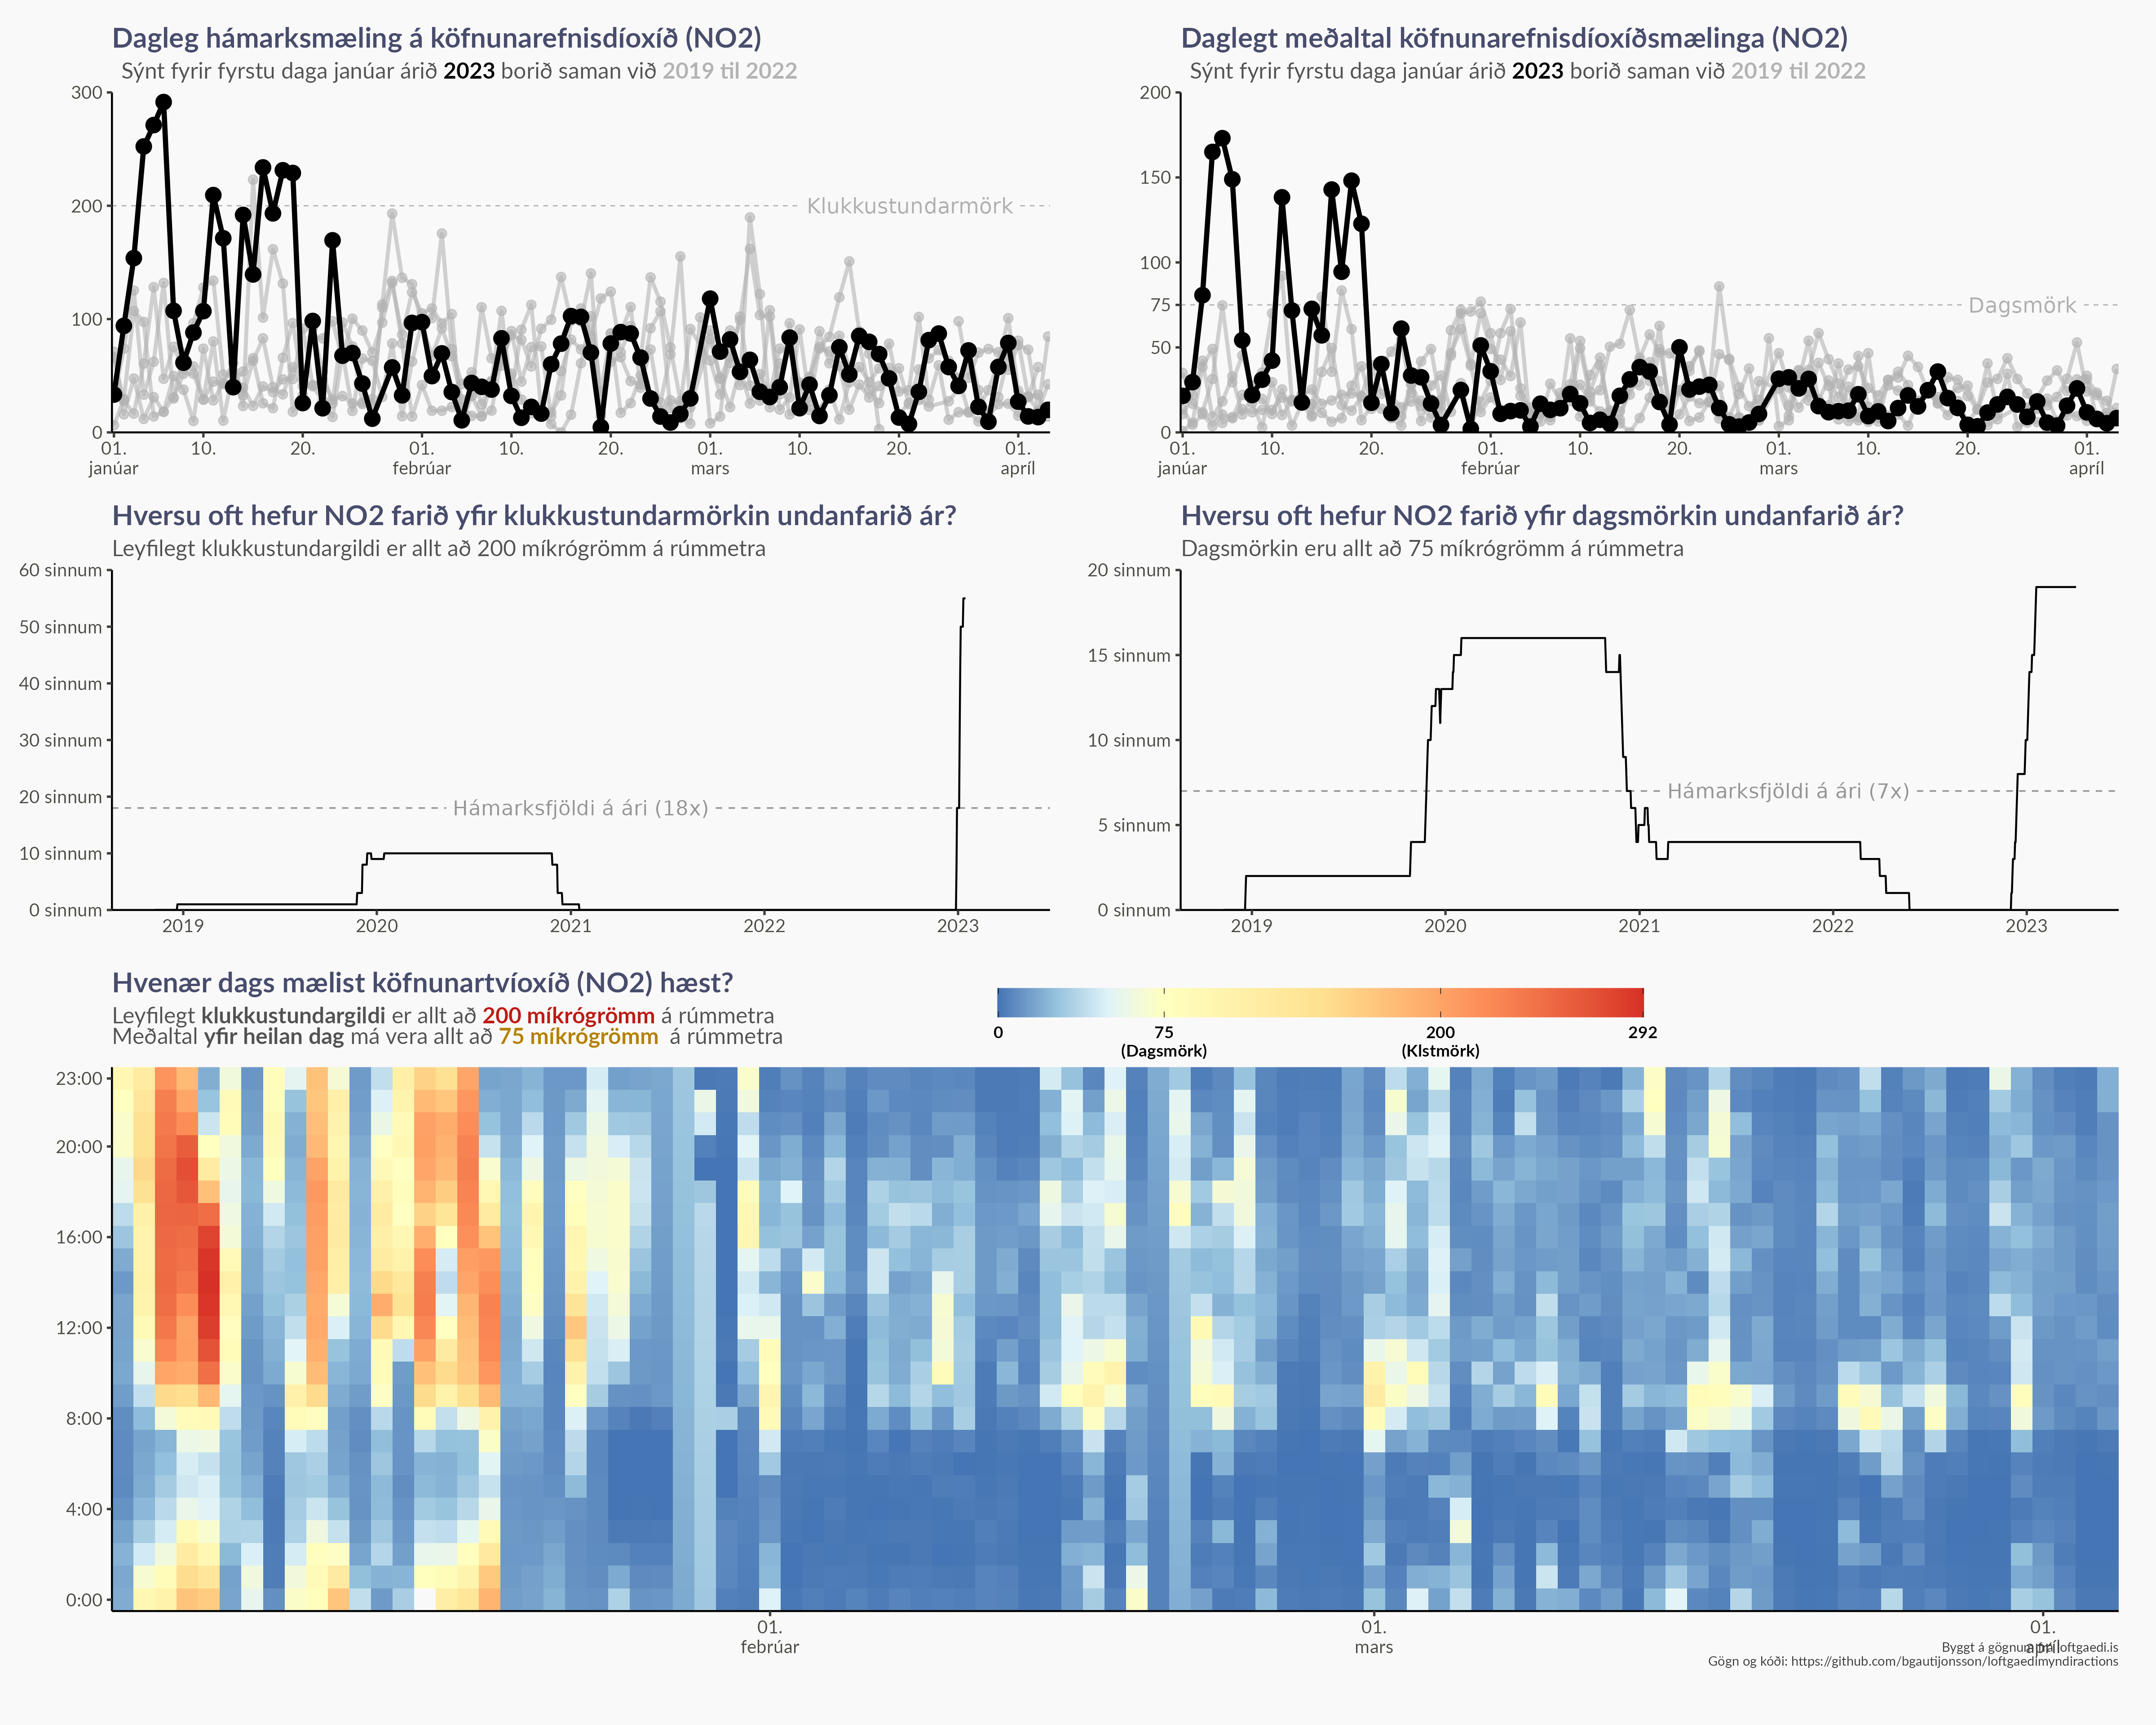 Dagleg hámarksmæling á köfnunarefnisdíoxíð (NO2)
Sýnt fyrir fyrstu daga janúar árið 2023 borið saman við 2019 til 2022
300
200
100
0
Klukkustundarmörk
01. 10. 20. 01. 10. 20. 01. 10. 20. 01.
janúar febrúar mars apríl
Daglegt meðaltal köfnunarefnisdíoxíðsmælinga (NO2)
Sýnt fyrir fyrstu daga janúar árið 2023 borið saman við 2019 til 2022
200
150
100
75
50
0
Dagsmörk
01. 10. 20. 01. 10. 20. 01. 10. 20. 01.
janúar febrúar mars apríl
Hversu oft hefur NO2 farið yfir klukkustundarmörkin undanfarið ár?
Leyfilegt klukkustundargildi er allt að 200 míkrógrömm á rúmmetra
60 sinnum
50 sinnum
40 sinnum
30 sinnum
20 sinnum
10 sinnum
0 sinnum
Hámarksfjöldi á ári (18x)
2019 2020 2021 2022 2023
Hversu oft hefur NO2 farið yfir dagsmörkin undanfarið ár?
Dagsmörkin eru allt að 75 míkrógrömm á rúmmetra
20 sinnum
15 sinnum
10 sinnum
5 sinnum
0 sinnum
Hámarksfjöldi á ári (7x)
2019 2020 2021 2022 2023
Hvenær dags mælist köfnunartvíoxíð (NO2) hæst?
Leyfilegt klukkustundargildi er allt að 200 míkrógrömm á rúmmetra
Meðaltal yfir heilan dag má vera allt að 75 míkrógrömm á rúmmetra
0 75 200 292
(Dagsmörk) (Klstmörk)
23:00
20:00
16:00
12:00
8:00
4:00
0:00
01. 01. 01.
febrúar mars apríl
Byggt á gögnum frá loftgaedi.is
Gögn og kóði: https://github.com/bgautijonsson/loftgaedimyndiractions